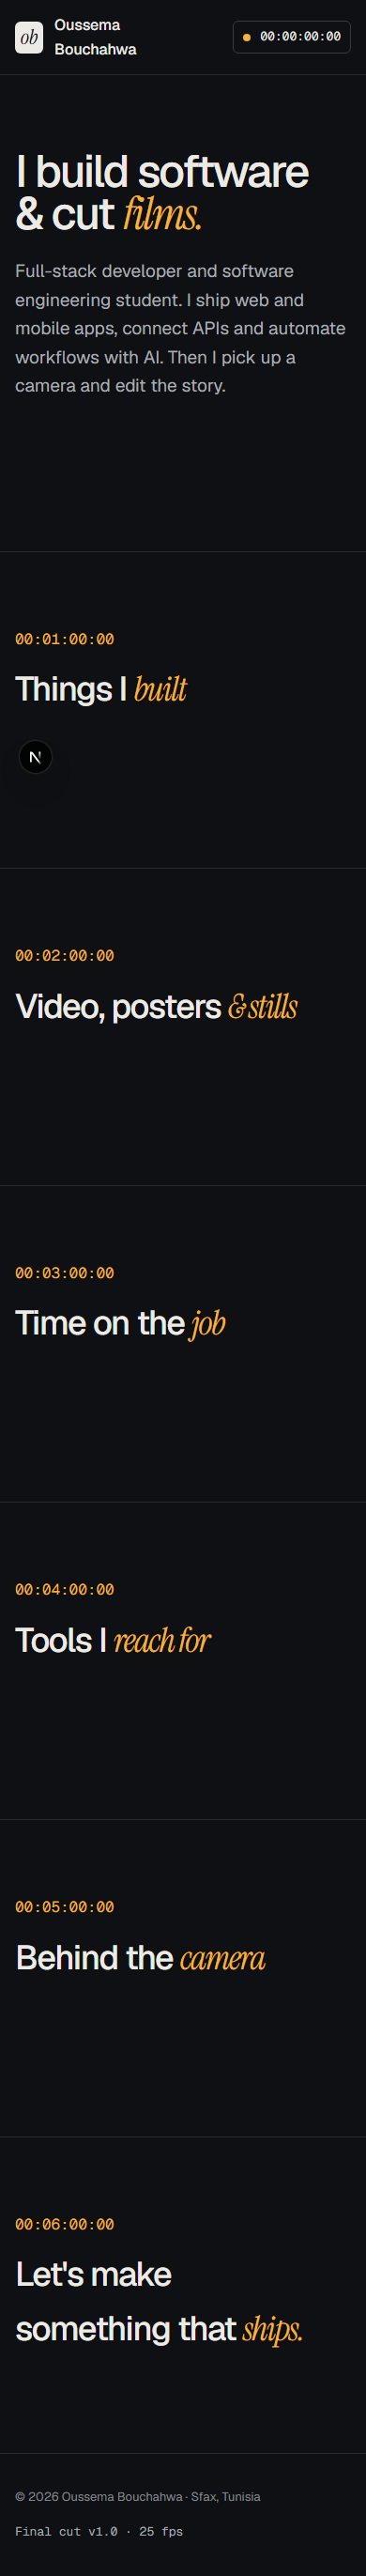 ob
Oussema
Bouchahwa
00:00:00:00
I build software
& cut films.
Full-stack developer and software
engineering student. I ship web and
mobile apps, connect APIs and automate
workflows with AI. Then I pick up a
camera and edit the story.
00:01:00:00
Things I built
N
00:02:00:00
Video, posters & stills
00:03:00:00
Time on the job
00:04:00:00
Tools I reach for
00:05:00:00
Behind the camera
00:06:00:00
Let's make
something that ships.
© 2026 Oussema Bouchahwa · Sfax, Tunisia
Final cut v1.0 · 25 fps